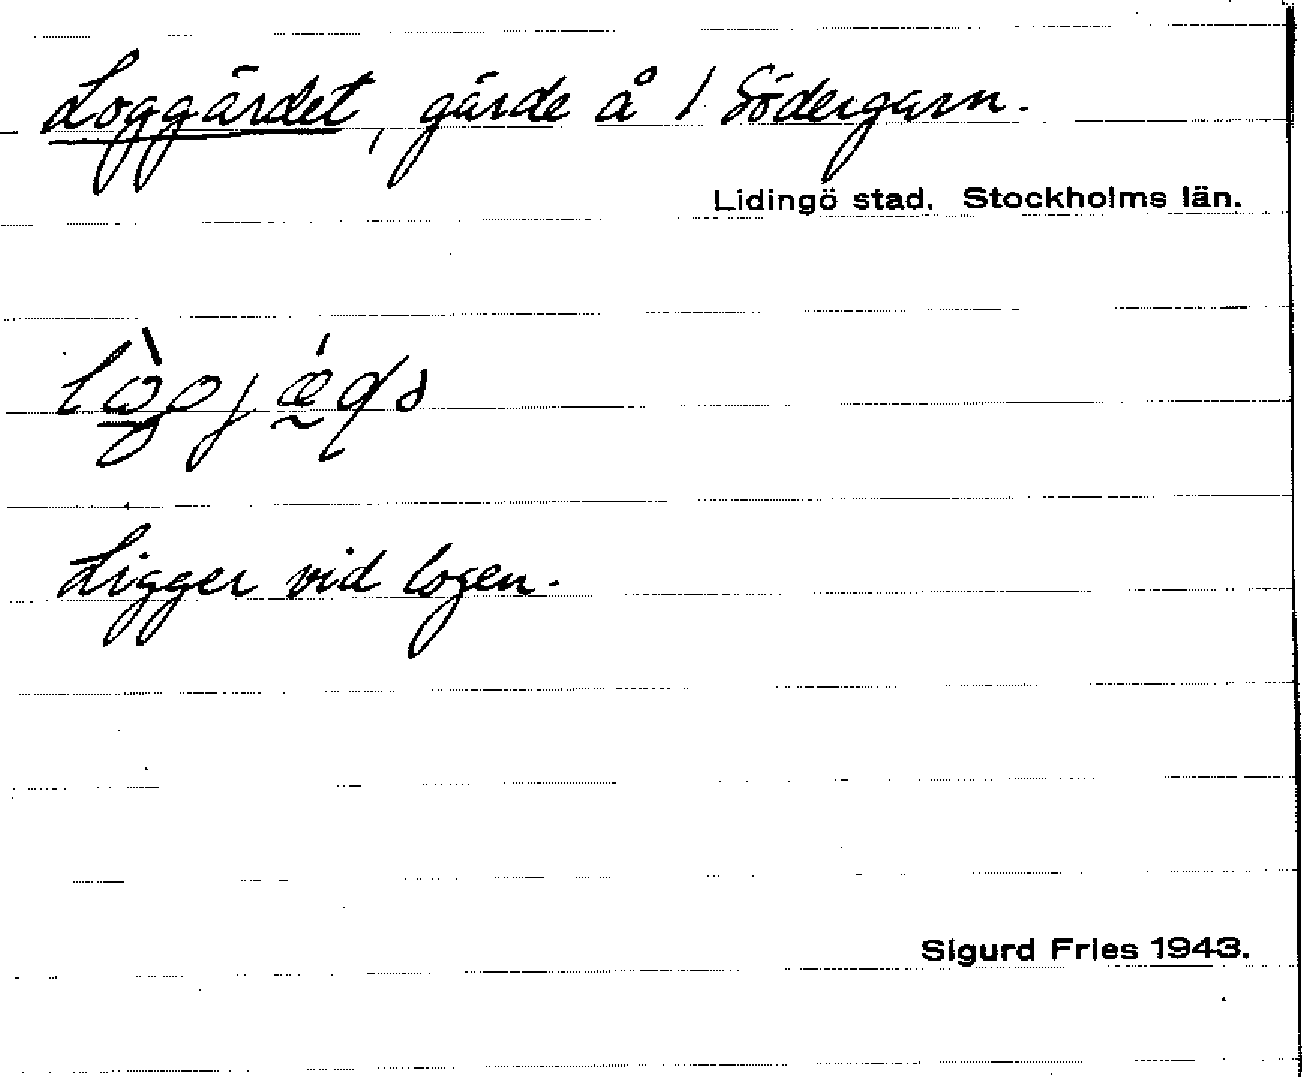 Loggärdet, gärde å 1 Södergarn.
Lidingö stad. Stockholms län.
Ligger vid logen.
Sigurd Fries 1943.